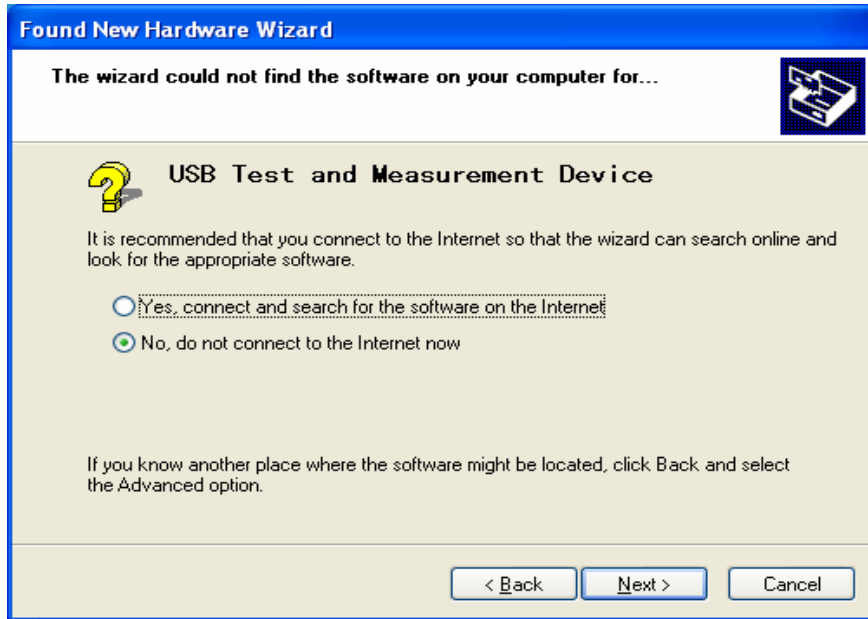 Found New Hardware Wizard
The wizard could not find the software on your computer for...
USB Test and Measurement Device
It is recommended that you connect to the Internet so that the wizard can search online and
look for the appropriate software.
Yes, connect and search for the software on the Internet
No, do not connect to the Internet now
If you know another place where the software might be located, click Back and select
the Advanced option.
< Back Next > Cancel